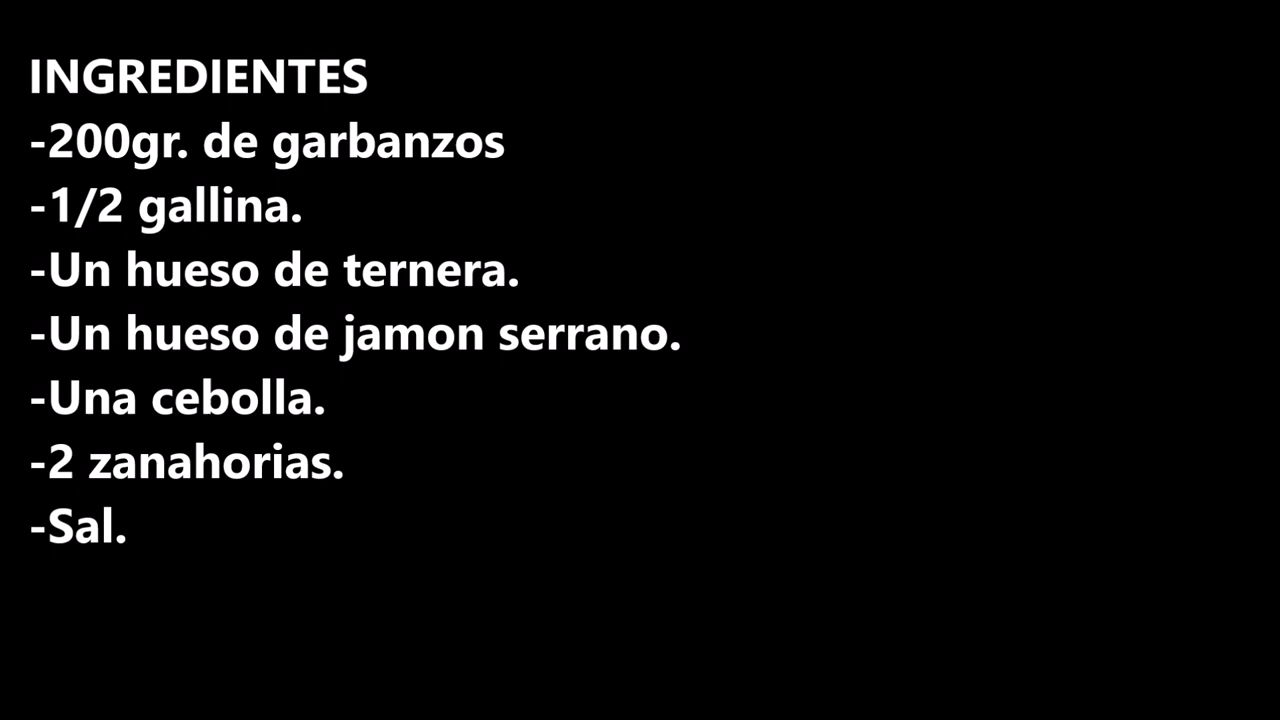 INGREDIENTES
-200gr. de garbanzos
-1/2 gallina.
-Un hueso de ternera.
-Un hueso de jamon serrano.
-Una cebolla.
-2 zanahorias.
-Sal.